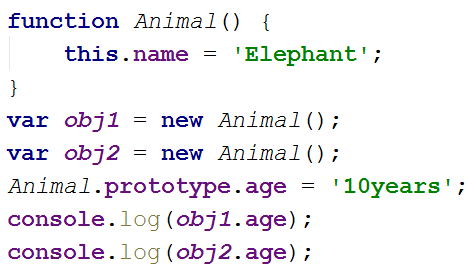 function Animal() {
    this.name = 'Elephant';
}
var obj1 = new Animal();
var obj2 = new Animal();
Animal.prototype.age = '10years';
console.log(obj1.age);
console.log(obj2.age);